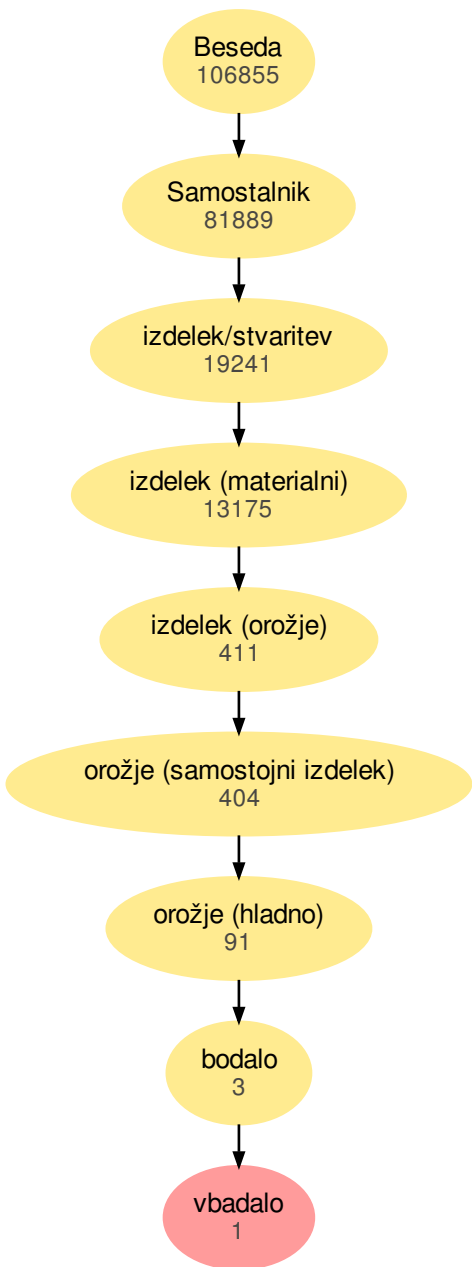 Beseda
106855
Samostalnik
81889
izdelek/stvaritev
19241
izdelek (materialni)
13175
izdelek (orožje)
411
orožje (samostojni izdelek)
404
orožje (hladno)
91
bodalo
3
vbadalo
1